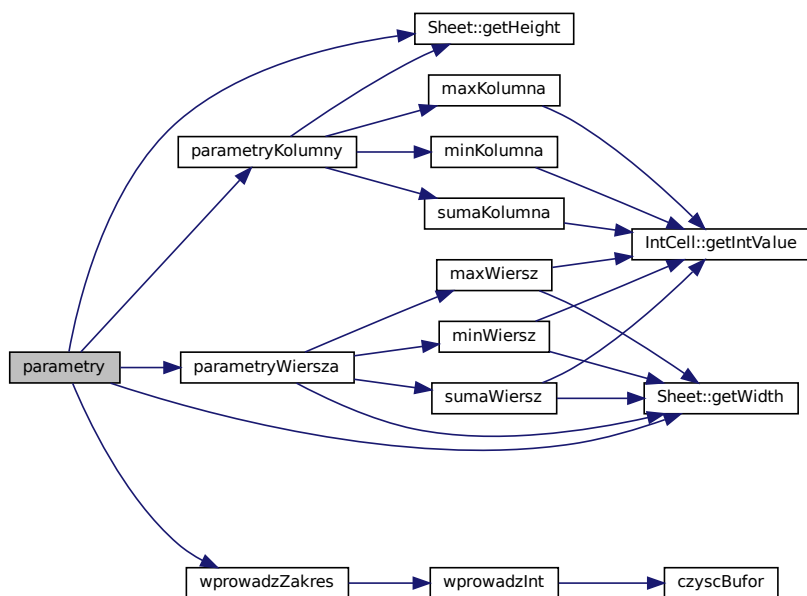 Sheet::getHeight
maxKolumna
parametryKolumny
minKolumna
sumaKolumna
IntCell::getIntValue
maxWiersz
minWiersz
parametry
parametryWiersza
sumaWiersz
Sheet::getWidth
wprowadzZakres
wprowadzInt
czyscBufor